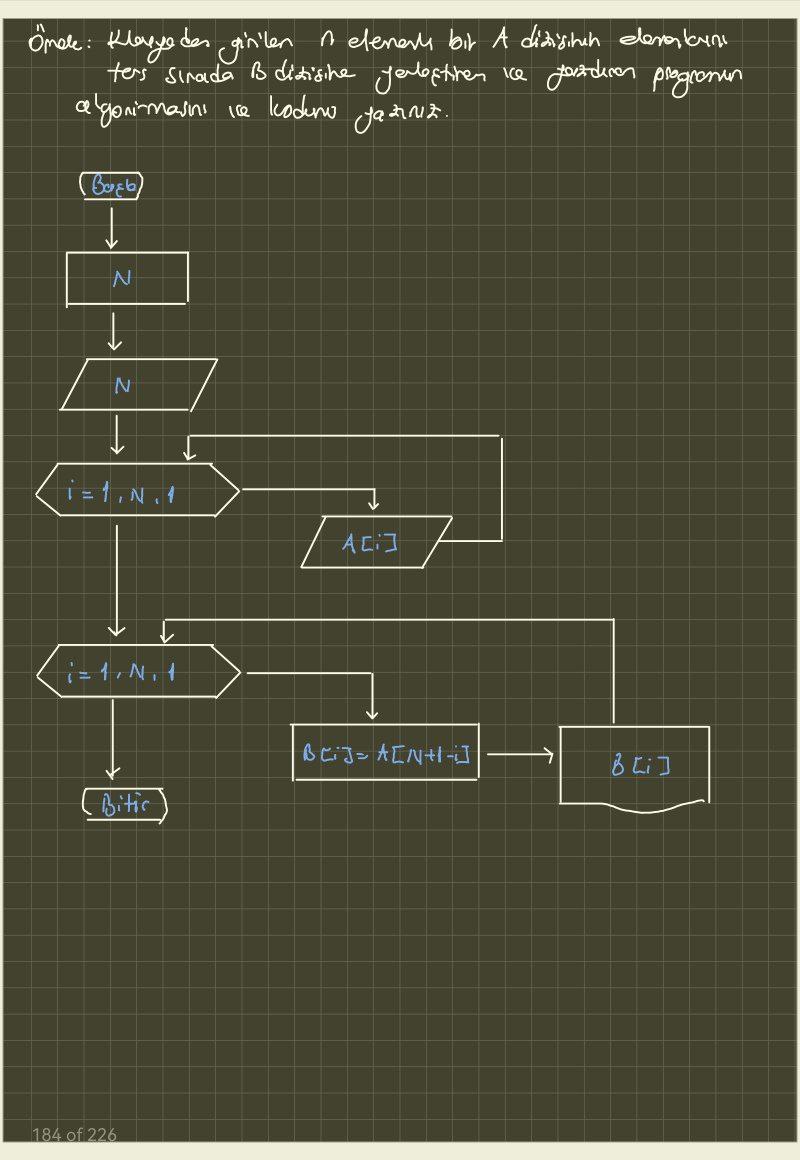 Örnek: Klavyeden girilen n elemanlı bir A dizisinin elemanlarını
ters sırada B dizisine yerleştiren ve yazdıran programın
algoritmasını ve kodunu yazınız.
Başla
N
N
i = 1, N, 1
A[i]
i = 1, N, 1
B[i] = A[N+1-i]
B[i]
Bitir
184 of 226